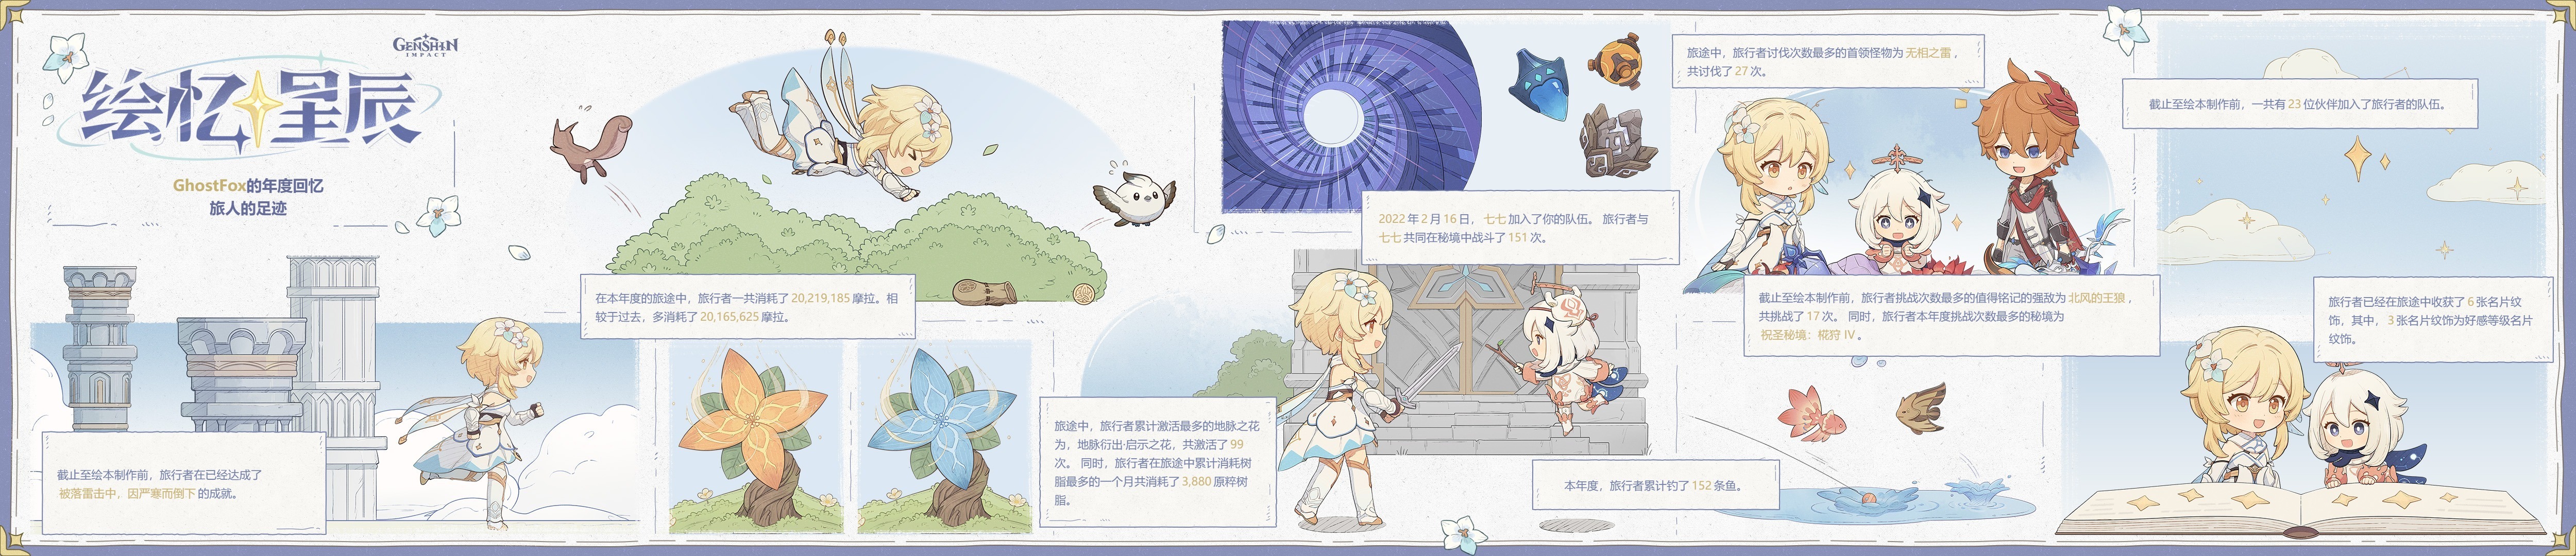 GENSHIN
IMPACT
绘忆星辰
GhostFox的年度回忆
旅人的足迹
截止至绘本制作前，旅行者在已经达成了
被落雷击中，因严寒而倒下 的成就。
在本年度的旅途中，旅行者一共消耗了 20,219,185 摩拉。相
较于过去，多消耗了 20,165,625 摩拉。
旅途中，旅行者累计激活最多的地脉之花
为，地脉衍出·启示之花，共激活了 99
次。 同时，旅行者在旅途中累计消耗树
脂最多的一个月共消耗了 3,880 原粹树
脂。
2022 年 2 月 16 日， 七七 加入了你的队伍。 旅行者与
七七 共同在秘境中战斗了 151 次。
本年度，旅行者累计钓了 152 条鱼。
旅途中，旅行者讨伐次数最多的首领怪物为 无相之雷 ，
共讨伐了 27 次。
截止至绘本制作前，旅行者挑战次数最多的值得铭记的强敌为 北风的王狼 ，
共挑战了 17 次。 同时，旅行者本年度挑战次数最多的秘境为
祝圣秘境：椛狩 IV 。
截止至绘本制作前，一共有 23 位伙伴加入了旅行者的队伍。
旅行者已经在旅途中收获了 6 张名片纹
饰，其中， 3 张名片纹饰为好感等级名片
纹饰。